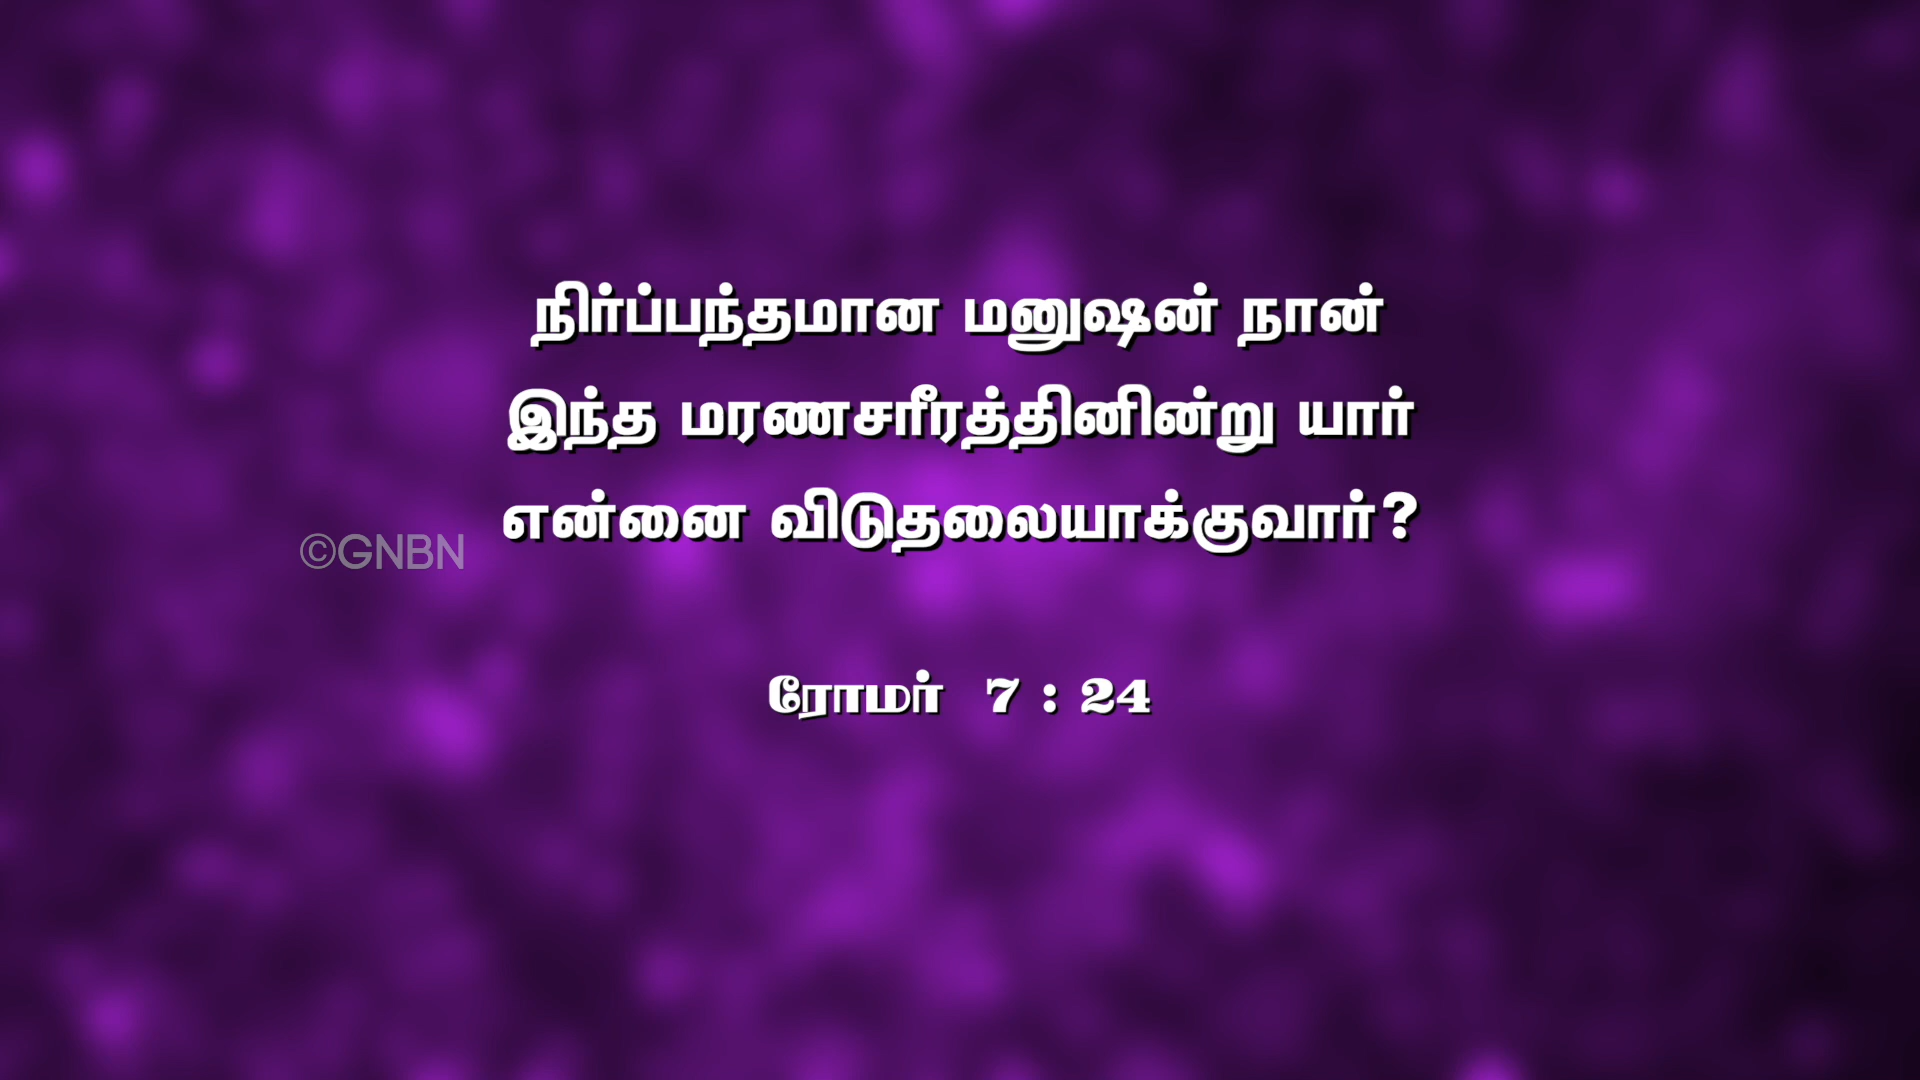 நிர்ப்பந்தமான மனுஷன் நான்
இந்த மரணசரீரத்தினின்று யார்
என்னை விடுதலையாக்குவார்?
©GNBN
ரோமர் 7 : 24